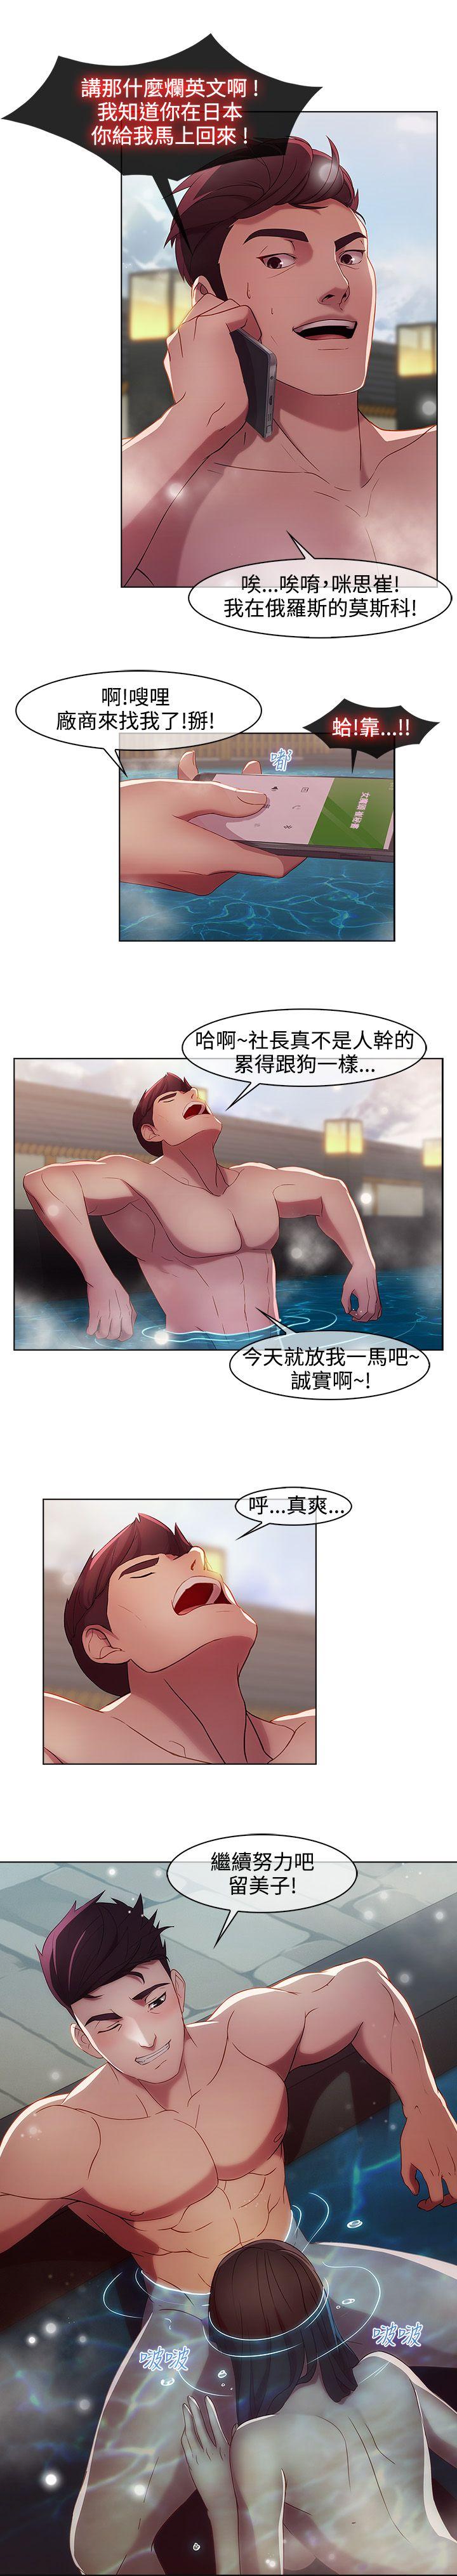 講那什麼爛英文啊!
我知道你在日本
你給我馬上回來!
唉...唉唷,咪思崔!
我在俄羅斯的莫斯科!
啊!嗖哩
廠商來找我了!掰!
蛤!靠...!!
嘟
哈啊~社長真不是人幹的
累得跟狗一樣...
今天就放我一馬吧~
誠實啊~!
呼...真爽...
繼續努力吧
留美子!
啵啵
啵啵